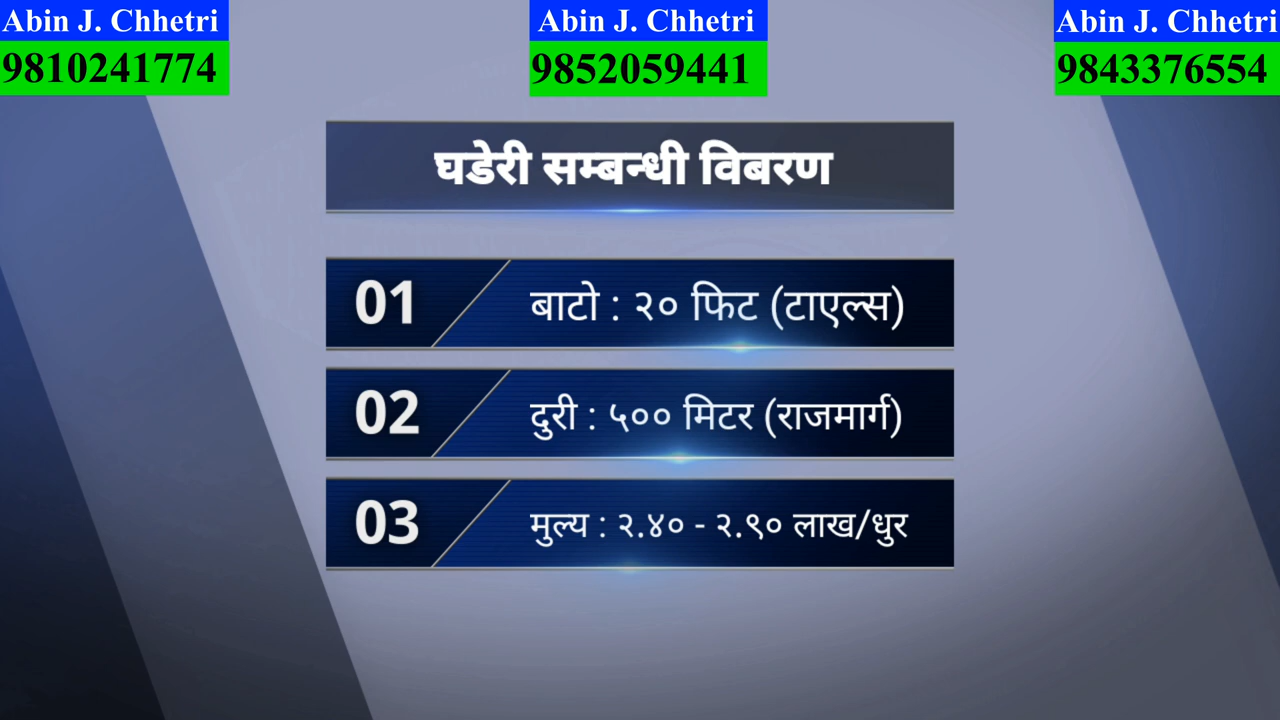 Abin J. Chhetri
9810241774
Abin J. Chhetri
9852059441
Abin J. Chhetri
9843376554
घडेरी सम्बन्धी विबरण
01 बाटो : २० फिट (टाएल्स)
02 दुरी : ५०० मिटर (राजमार्ग)
03 मुल्य : २.४० - २.९० लाख/धुर